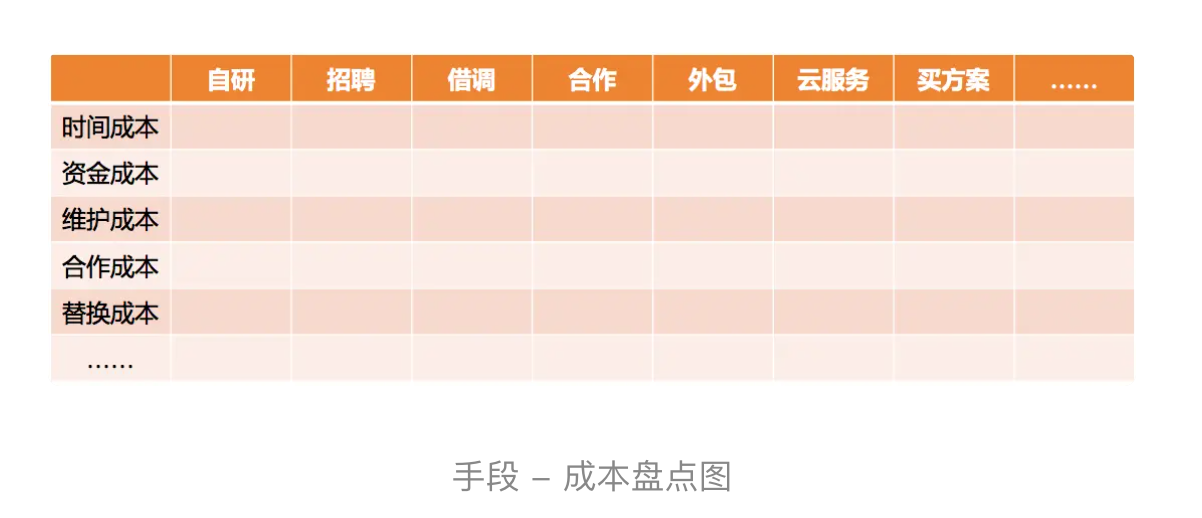 自研 招聘 借调 合作 外包 云服务 买方案 ……
时间成本
资金成本
维护成本
合作成本
替换成本
……
手段 – 成本盘点图